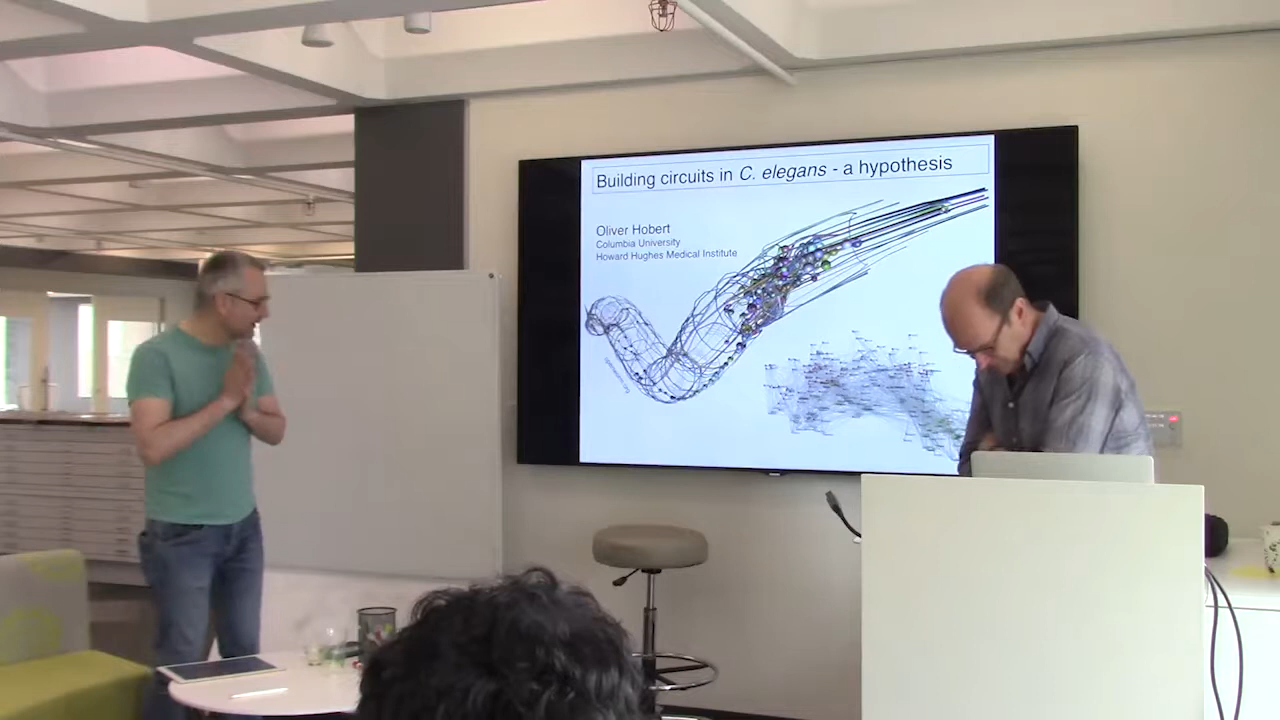 Building circuits in C. elegans - a hypothesis
Oliver Hobert
Columbia University
Howard Hughes Medical Institute